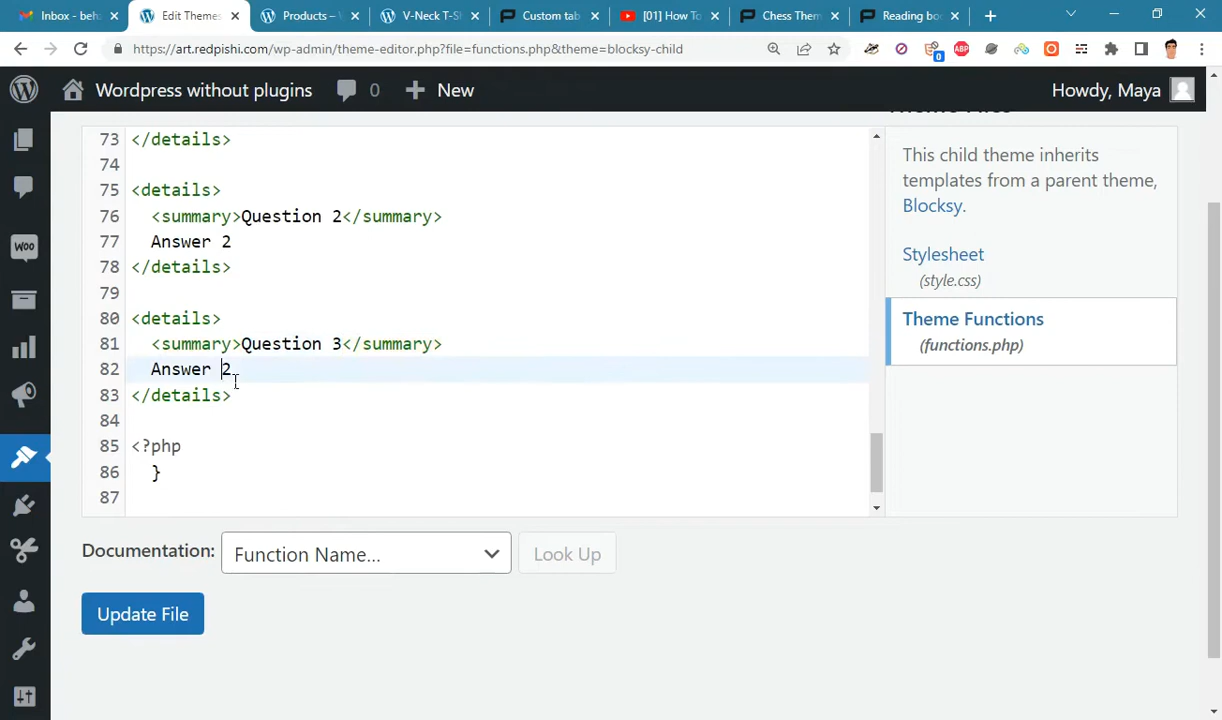 Inbox - beh
Edit Themes
Products – W
V-Neck T-S
Custom tab
[01] How To
Chess Them
Reading bo
https://art.redpishi.com/wp-admin/theme-editor.php?file=functions.php&theme=blocksy-child
0
ABP
Wordpress without plugins
0
New
Howdy, Maya
73 </details>
74
75 <details>
76 <summary>Question 2</summary>
77 Answer 2
78 </details>
79
80 <details>
81 <summary>Question 3</summary>
82 Answer 2
83 </details>
84
85 <?php
86 }
87
This child theme inherits
templates from a parent theme,
Blocksy.
Stylesheet
(style.css)
Theme Functions
(functions.php)
Documentation:
Function Name...
Look Up
Update File
WOO